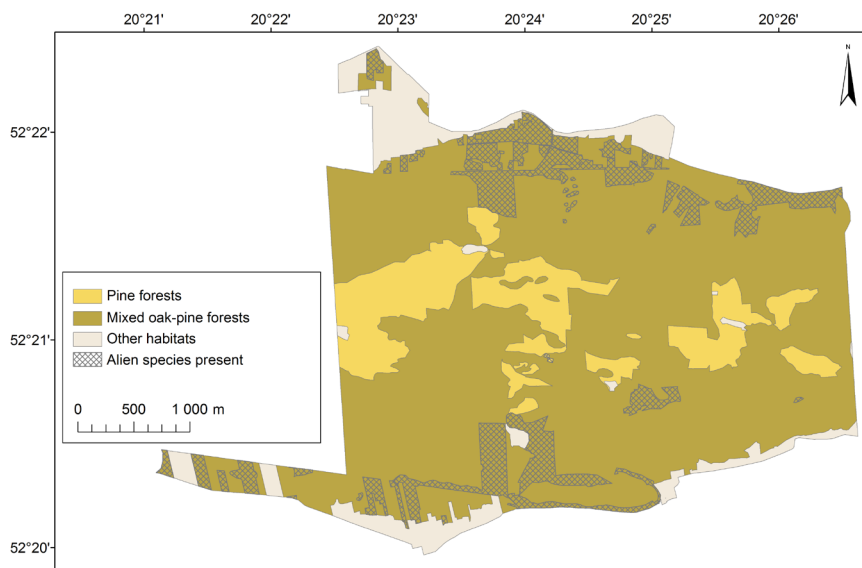 20°21' 20°22' 20°23' 20°24' 20°25' 20°26'
N
52°22'
Pine forests
Mixed oak-pine forests
52°21'
Other habitats
Alien species present
0 500 1 000 m
52°20'